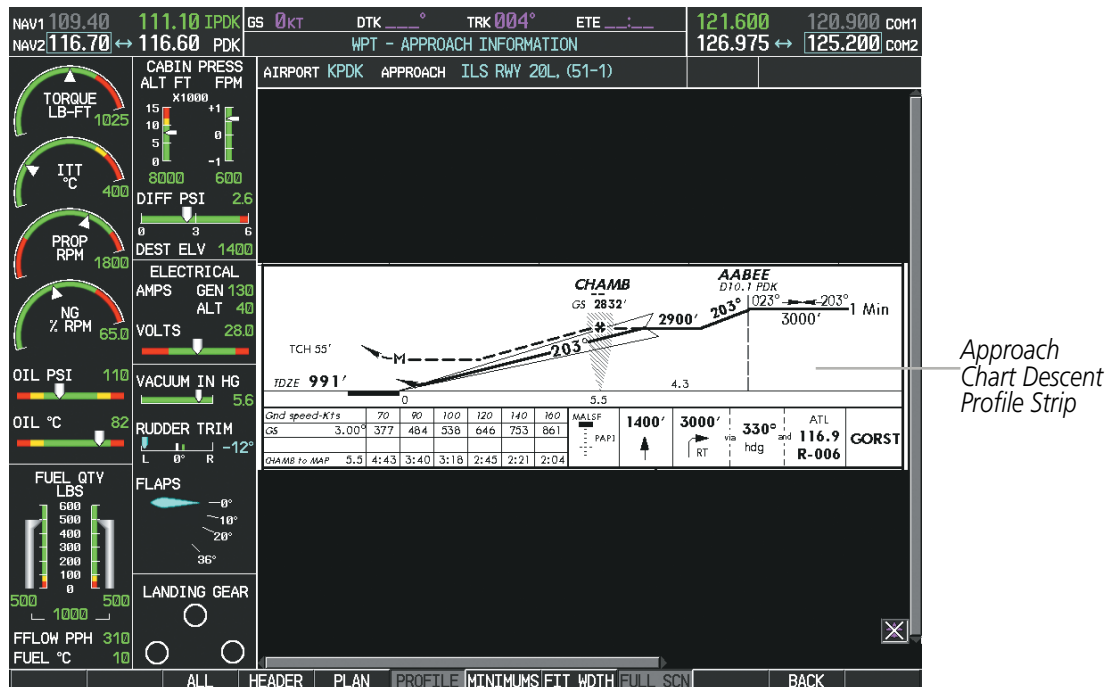 NAV1 109.40 111.10 IPDK
NAV2 116.70 ↔ 116.60 PDK
GS 0KT DTK ___° TRK 004° ETE __:__
WPT – APPROACH INFORMATION
121.600 120.900 COM1
126.975 ↔ 125.200 COM2
AIRPORT KPDK APPROACH ILS RWY 20L, (51-1)
TORQUE
LB-FT
1025
ITT
°C
400
PROP
RPM
1800
NG
% RPM
65.0
OIL PSI 110
OIL °C 82
FUEL QTY
LBS
600
500
400
300
200
100
0
500 500
1000
FFLOW PPH 310
FUEL °C 10
CABIN PRESS
ALT FT FPM
X1000
15 +1
10
5 0
0 -1
8000 600
DIFF PSI 2.6
0 3 6
DEST ELV 1400
ELECTRICAL
AMPS GEN 130
ALT 40
VOLTS 28.0
VACUUM IN HG
5.6
RUDDER TRIM
-12°
L 0° R
FLAPS
0°
10°
20°
36°
LANDING GEAR
CHAMB
GS 2832'
AABEE
D10.1 PDK
023° 203°
1 Min
3000'
203°
2900'
203°
TCH 55'
M
TDZE 991'
4.3
0 5.5
Gnd speed-Kts 70 90 100 120 140 160
GS 3.00° 377 484 538 646 753 861
CHAMB to MAP 5.5 4:43 3:40 3:18 2:45 2:21 2:04
MALSF
PAPI
1400'
3000'
RT
via
330°
hdg
and
ATL
116.9
R-006
GORST
Approach
Chart Descent
Profile Strip
ALL HEADER PLAN PROFILE MINIMUMS FIT WDTH FULL SCN BACK